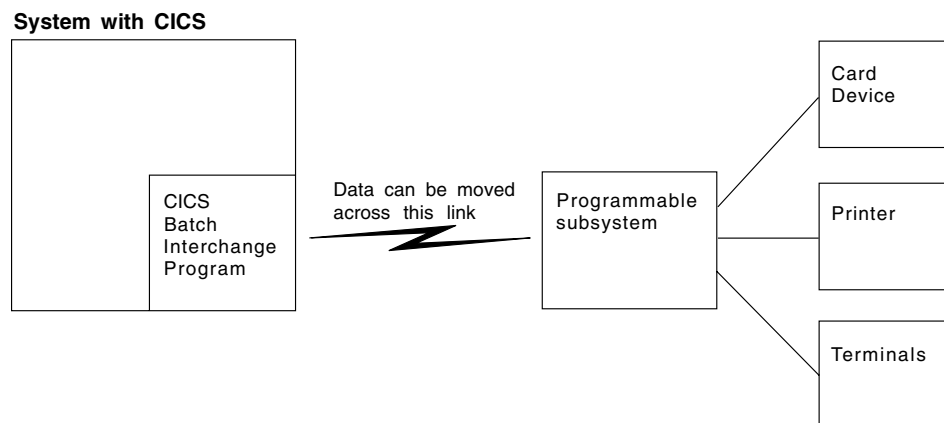 System with CICS
CICS
Batch
Interchange
Program
Data can be moved
across this link
Programmable
subsystem
Card
Device
Printer
Terminals